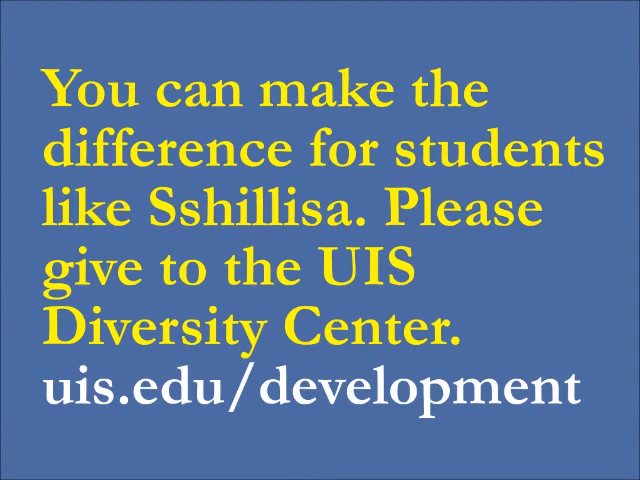 You can make the
difference for students
like Sshillisa. Please
give to the UIS
Diversity Center.
uis.edu/development